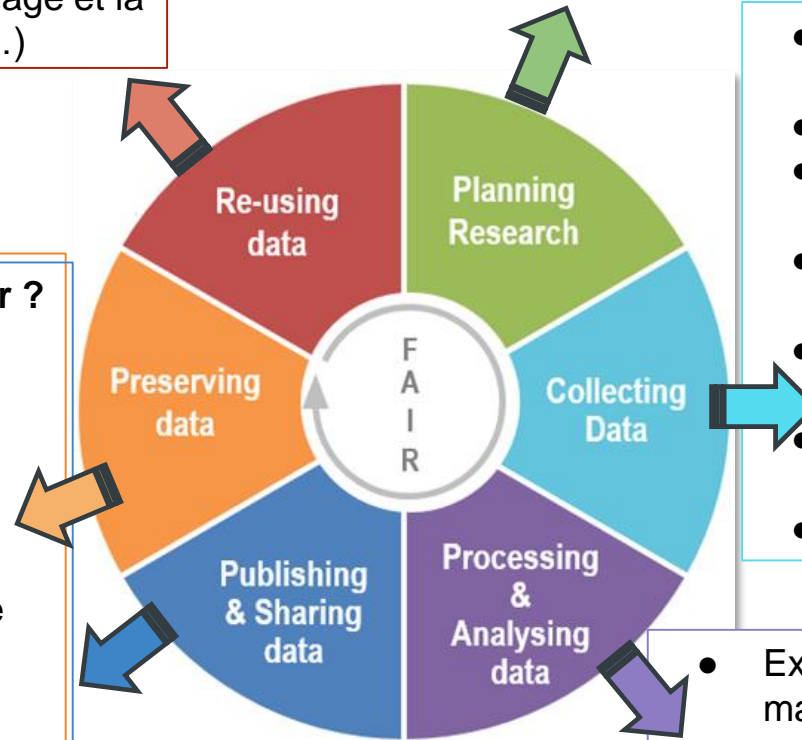 age et la
.)
Re-using
data
Planning
Research
r ?
Preserving
data
F
A
I
R
Collecting
Data
Publishing
& Sharing
data
Processing
&
Analysing
data
e
Ex
ma